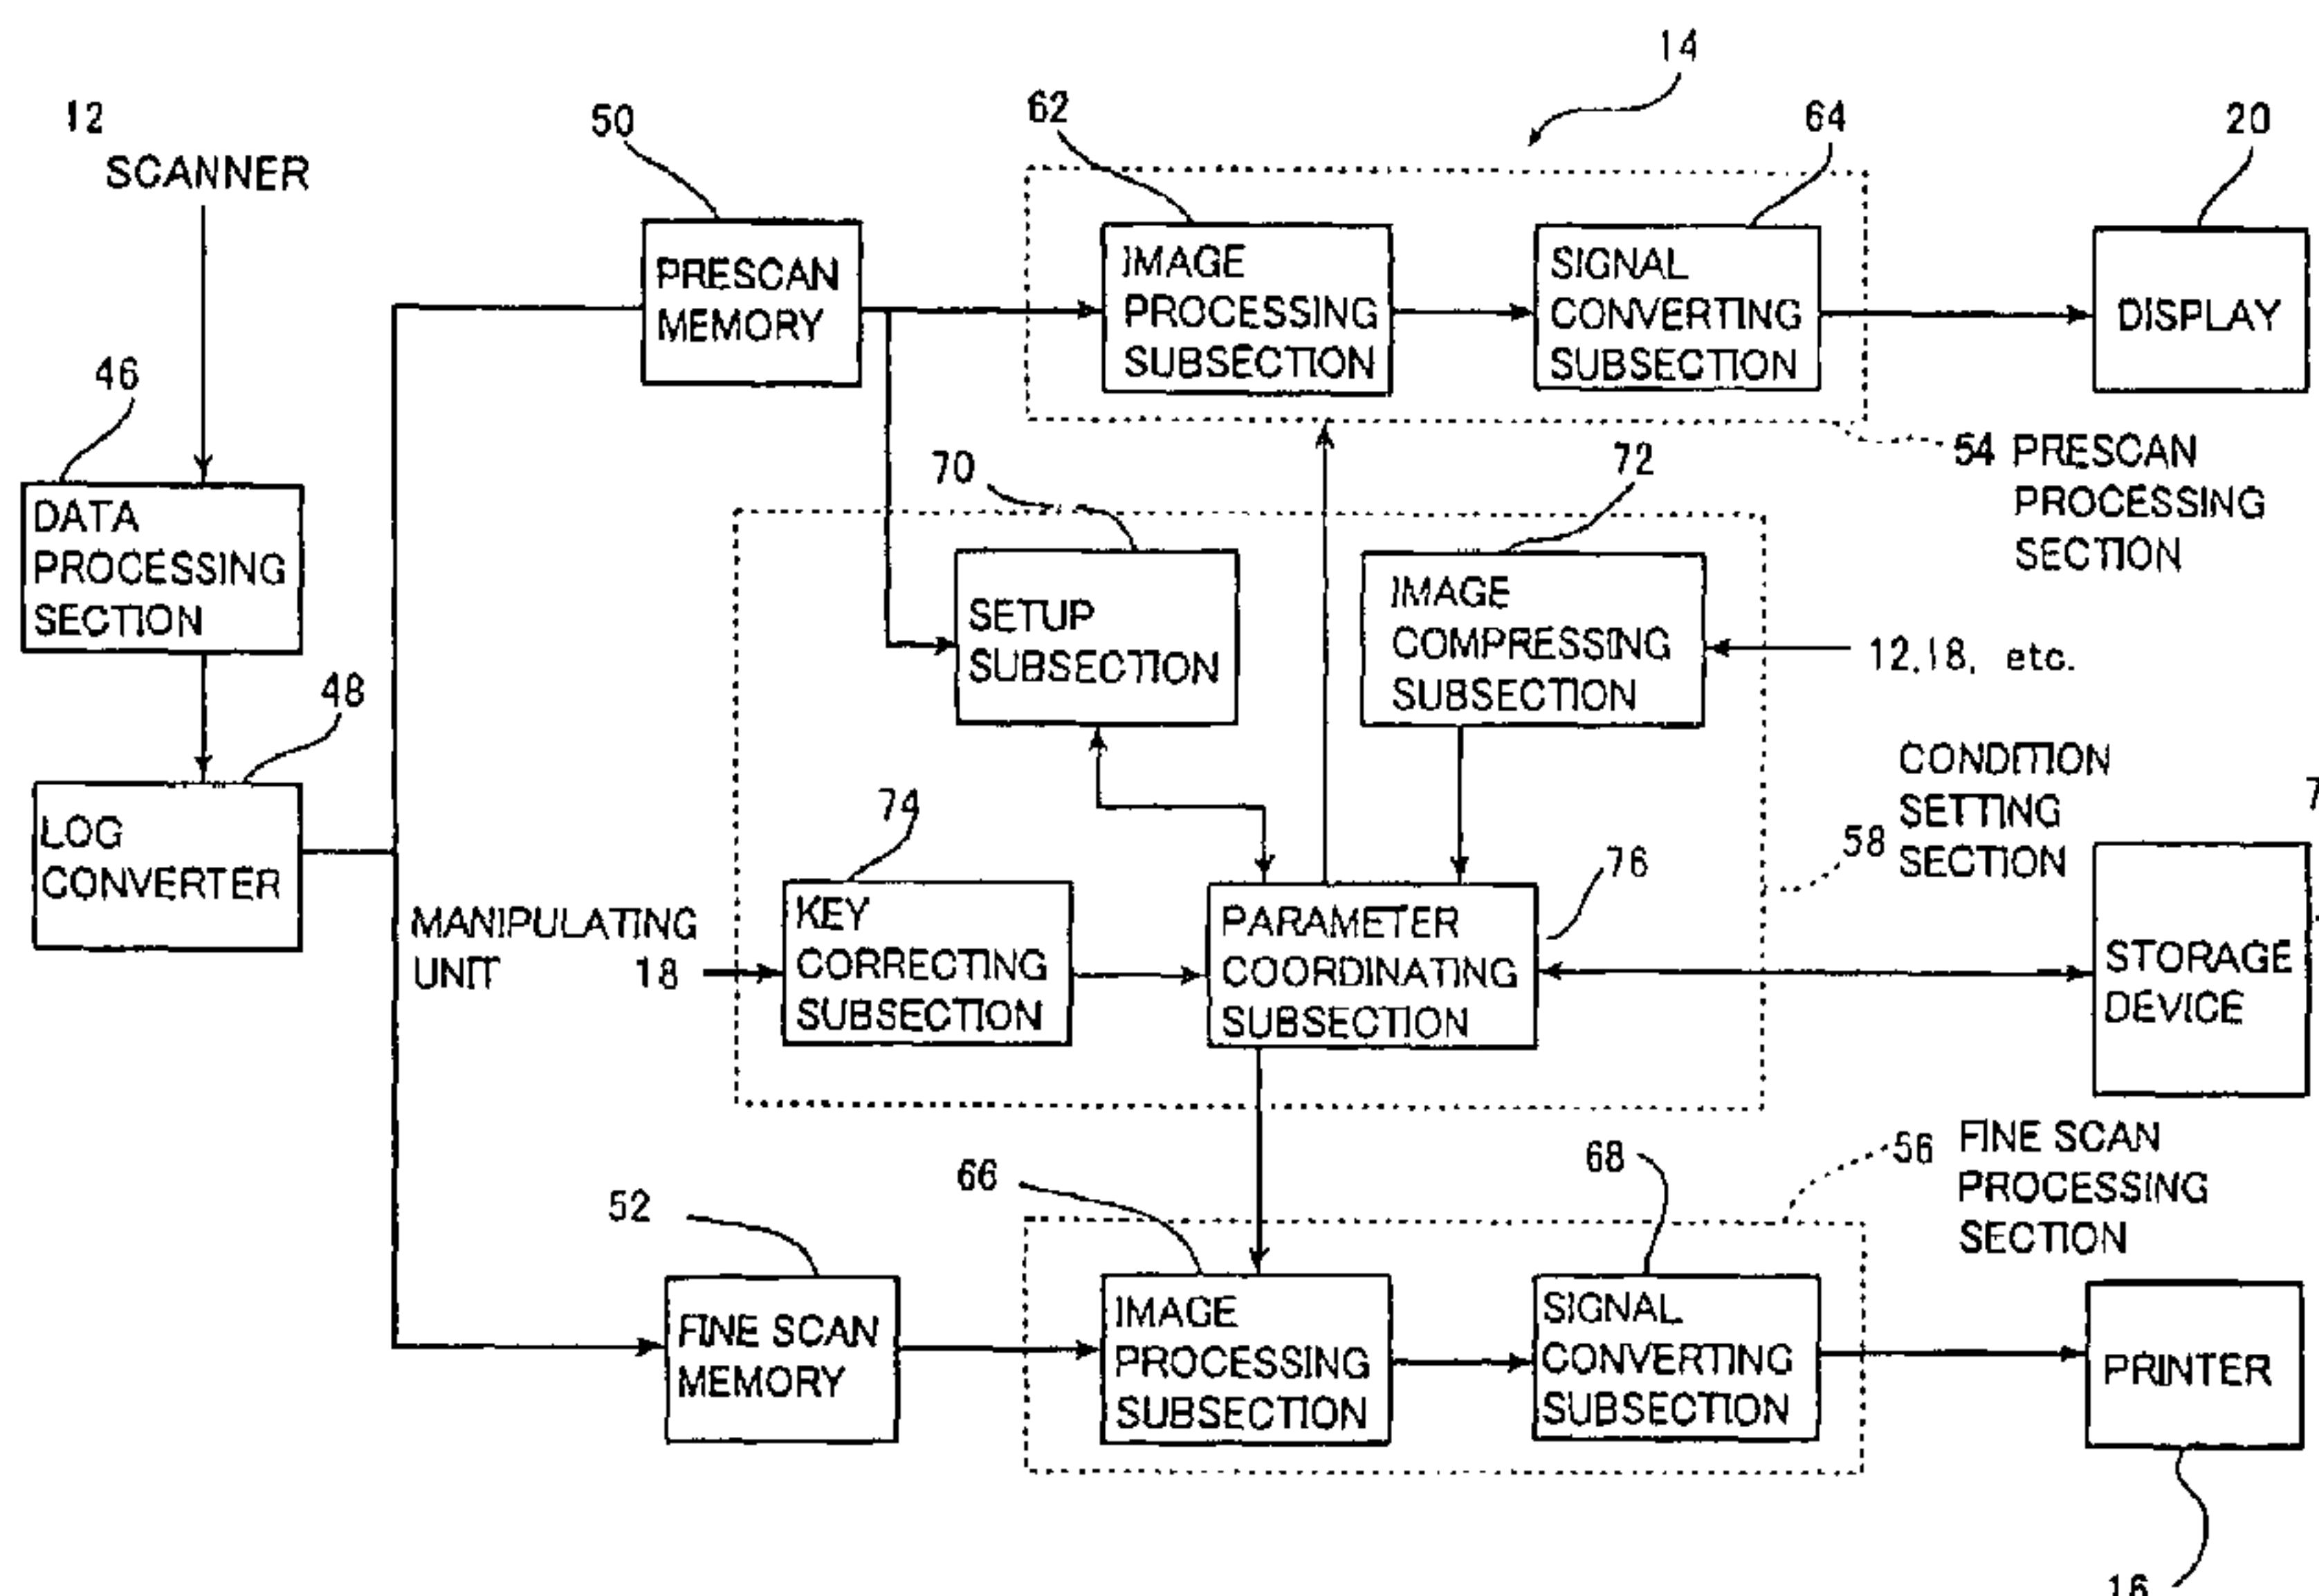 14
12
SCANNER
50
62
64
20
PRESCAN
MEMORY
IMAGE
PROCESSING
SUBSECTION
SIGNAL
CONVERTING
SUBSECTION
DISPLAY
46
DATA
PROCESSING
SECTION
54 PRESCAN
PROCESSING
SECTION
70
72
SETUP
SUBSECTION
IMAGE
COMPRESSING
SUBSECTION
12,18, etc.
48
LOG
CONVERTER
CONDITION
SETTING
58 SECTION
7
74
76
MANIPULATING
UNIT 18
KEY
CORRECTING
SUBSECTION
PARAMETER
COORDINATING
SUBSECTION
STORAGE
DEVICE
56 FINE SCAN
PROCESSING
SECTION
52
66
68
FINE SCAN
MEMORY
IMAGE
PROCESSING
SUBSECTION
SIGNAL
CONVERTING
SUBSECTION
PRINTER
16